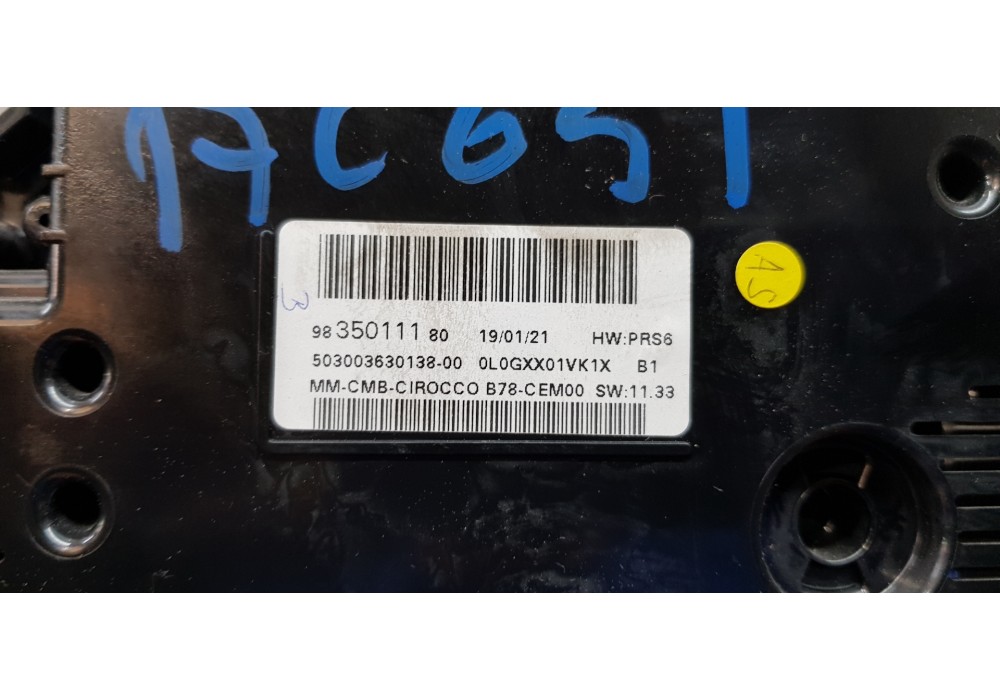 17C651
AS
98 350111 80 19/01/21 HW:PRS6
503003630138-00 0L0GXX01VK1X B1
MM-CMB-CIROCCO B78-CEM00 SW:11.33